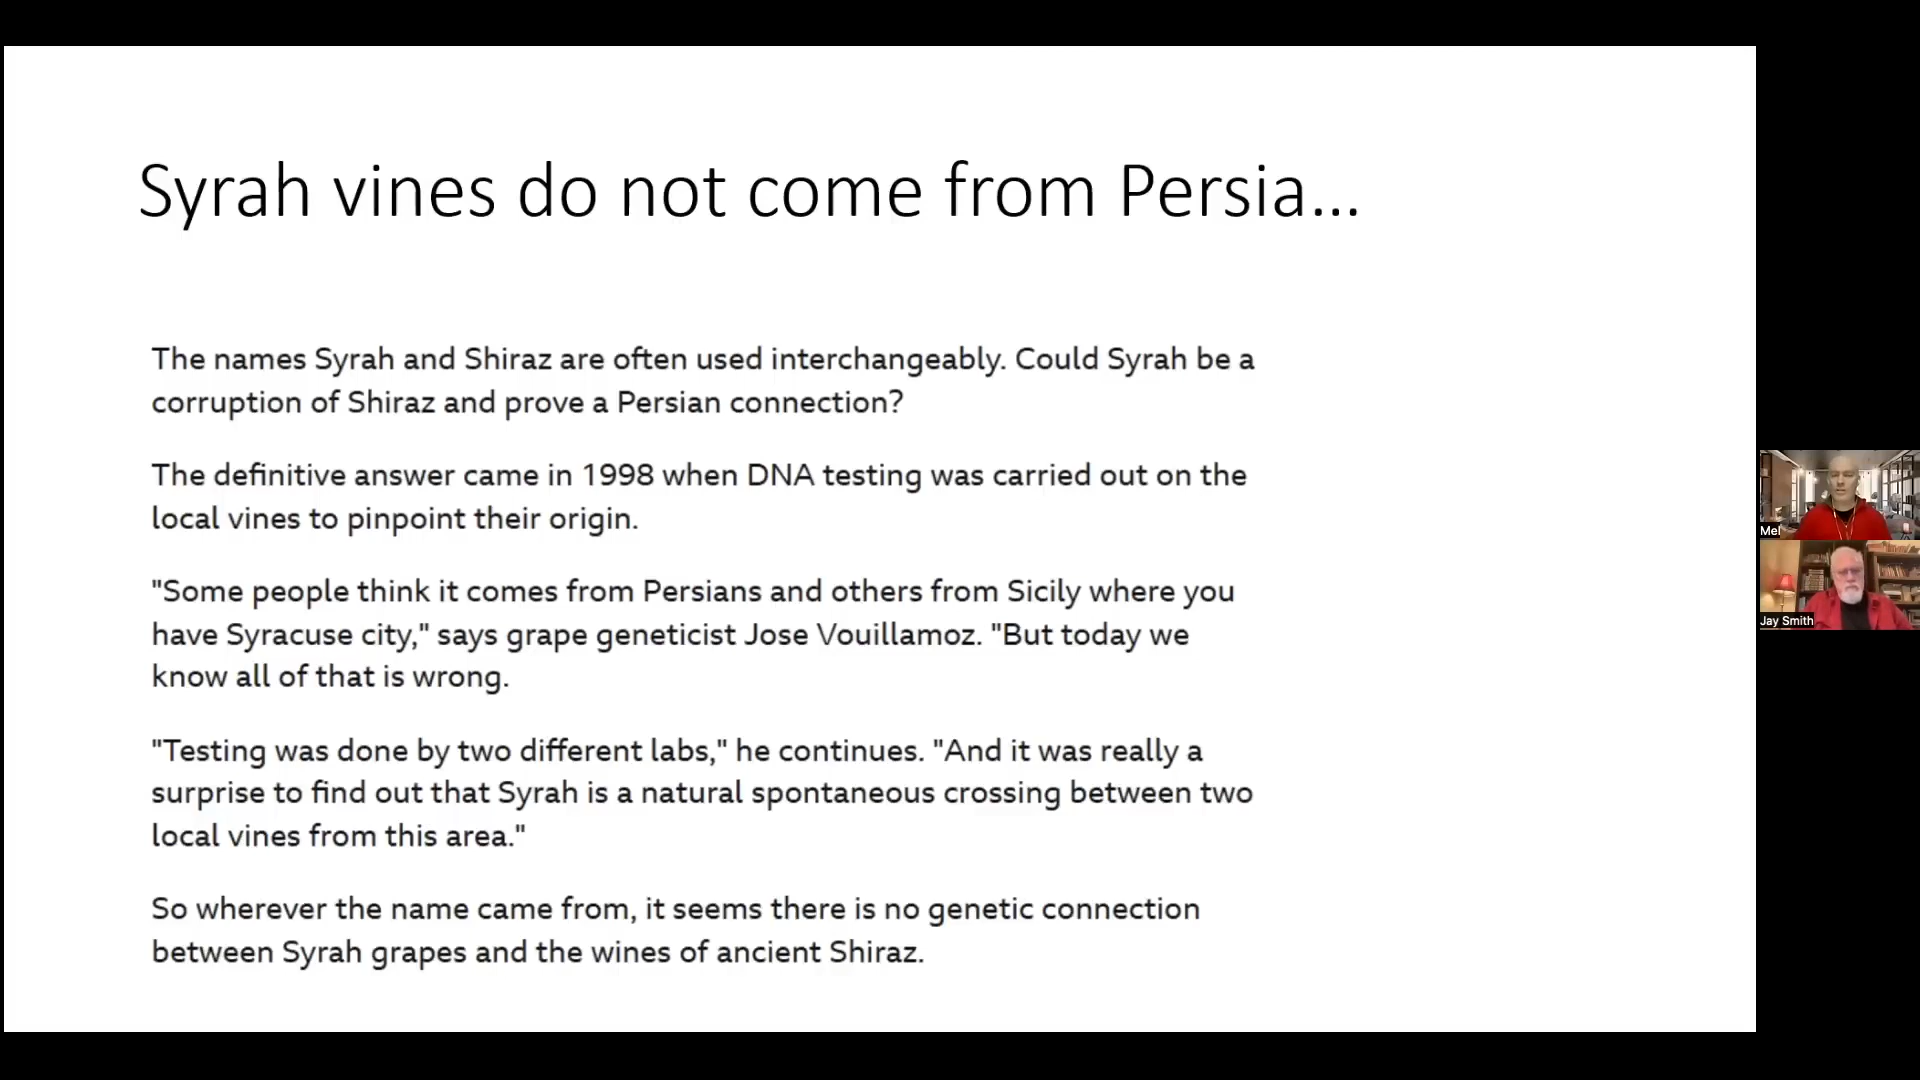 Syrah vines do not come from Persia...
The names Syrah and Shiraz are often used interchangeably. Could Syrah be a
corruption of Shiraz and prove a Persian connection?
The definitive answer came in 1998 when DNA testing was carried out on the
local vines to pinpoint their origin.
"Some people think it comes from Persians and others from Sicily where you
have Syracuse city," says grape geneticist Jose Vouillamoz. "But today we
know all of that is wrong.
"Testing was done by two different labs," he continues. "And it was really a
surprise to find out that Syrah is a natural spontaneous crossing between two
local vines from this area."
So wherever the name came from, it seems there is no genetic connection
between Syrah grapes and the wines of ancient Shiraz.
Mel
Jay Smith